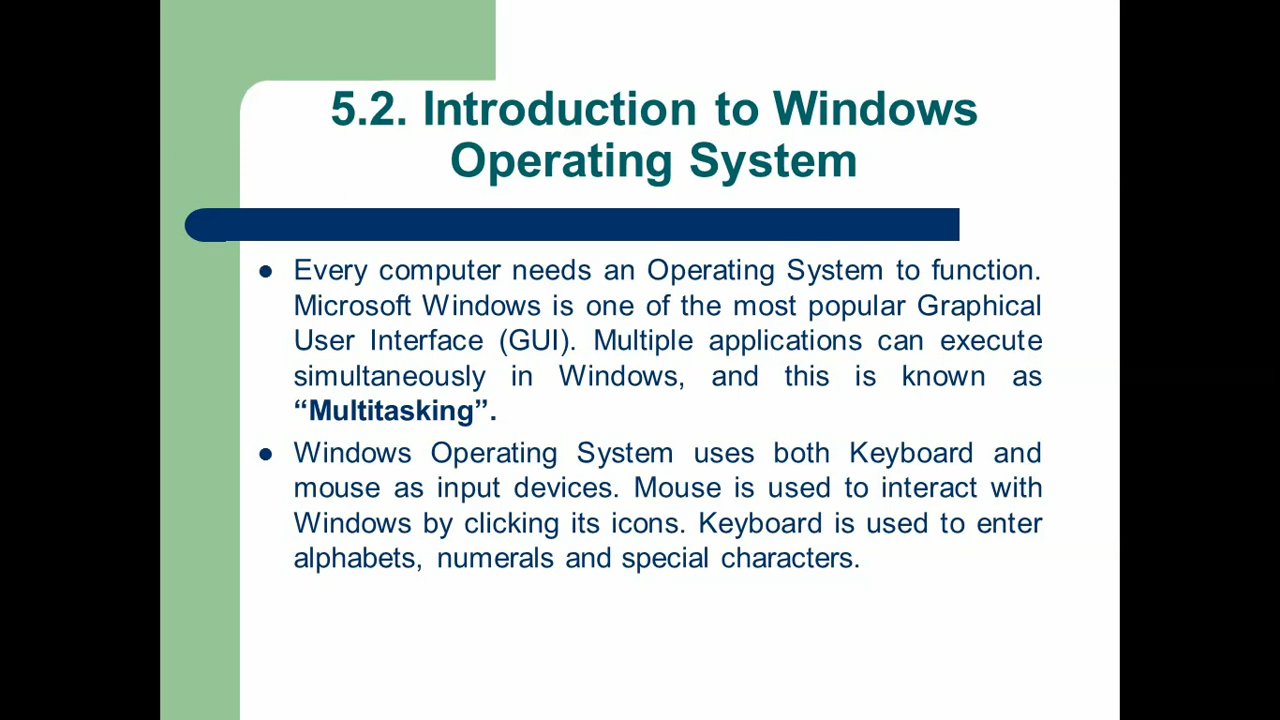 5.2. Introduction to Windows
Operating System
● Every computer needs an Operating System to function.
Microsoft Windows is one of the most popular Graphical
User Interface (GUI). Multiple applications can execute
simultaneously in Windows, and this is known as
“Multitasking”.
● Windows Operating System uses both Keyboard and
mouse as input devices. Mouse is used to interact with
Windows by clicking its icons. Keyboard is used to enter
alphabets, numerals and special characters.